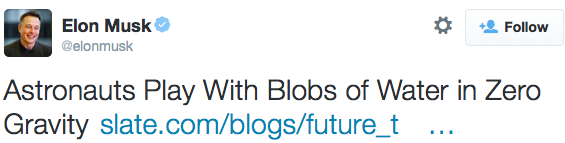 Elon Musk
@elonmusk
Follow
Astronauts Play With Blobs of Water in Zero
Gravity slate.com/blogs/future_t ...